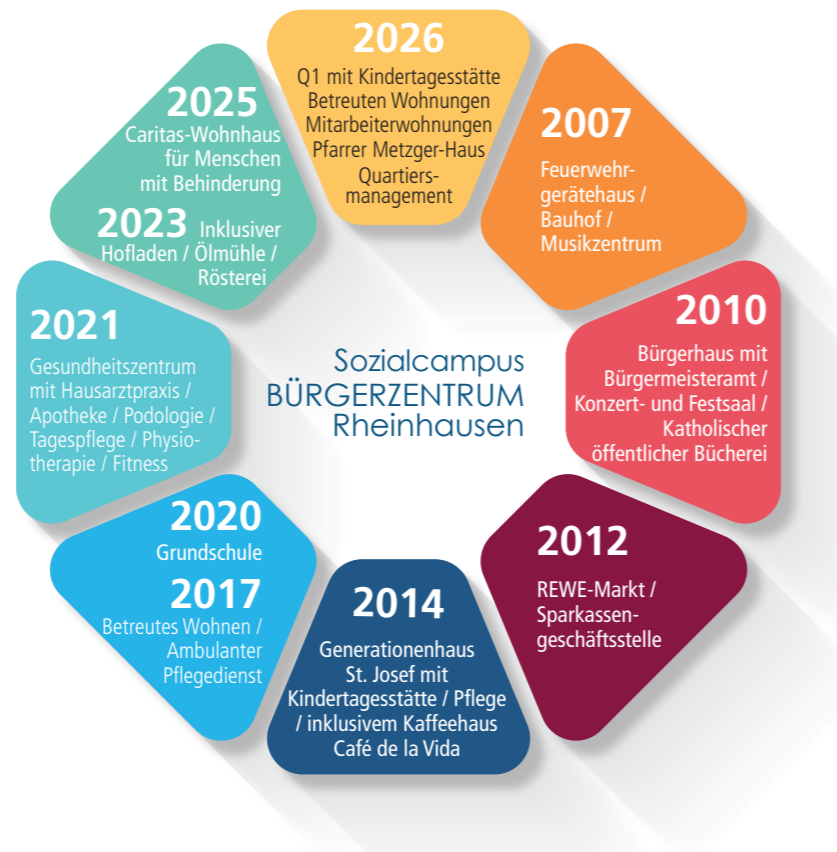 2026
Q1 mit Kindertagesstätte
Betreuten Wohnungen
Mitarbeiterwohnungen
Pfarrer Metzger-Haus
Quartiers-
management
2007
Feuerwehr-
gerätehaus /
Bauhof /
Musikzentrum
2010
Bürgerhaus mit
Bürgermeisteramt /
Konzert- und Festsaal /
Katholischer
öffentlicher Bücherei
2012
REWE-Markt /
Sparkassen-
geschäftsstelle
2014
Generationenhaus
St. Josef mit
Kindertagesstätte / Pflege
/ inklusivem Kaffeehaus
Café de la Vida
2020
Grundschule
2017
Betreutes Wohnen /
Ambulanter
Pflegedienst
2021
Gesundheitszentrum
mit Hausarztpraxis /
Apotheke / Podologie /
Tagespflege / Physio-
therapie / Fitness
2025
Caritas-Wohnhaus
für Menschen
mit Behinderung
2023 Inklusiver
Hofladen / Ölmühle /
Rösterei
Sozialcampus
BÜRGERZENTRUM
Rheinhausen